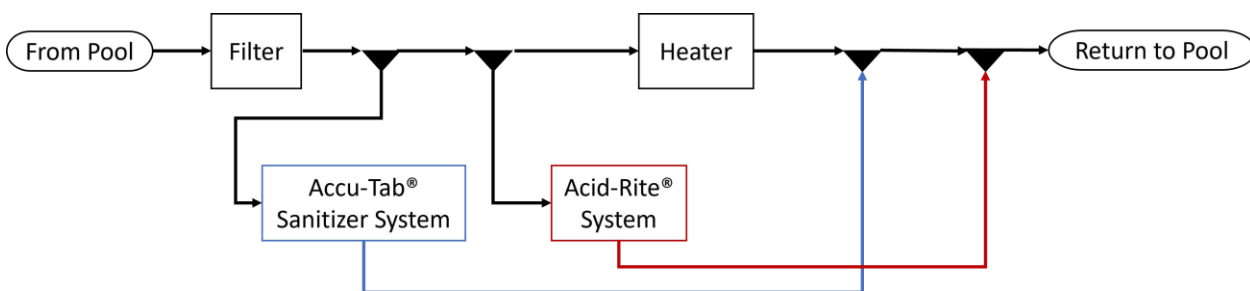 From Pool
Filter
Heater
Return to Pool
Accu-Tab®
Sanitizer System
Acid-Rite®
System